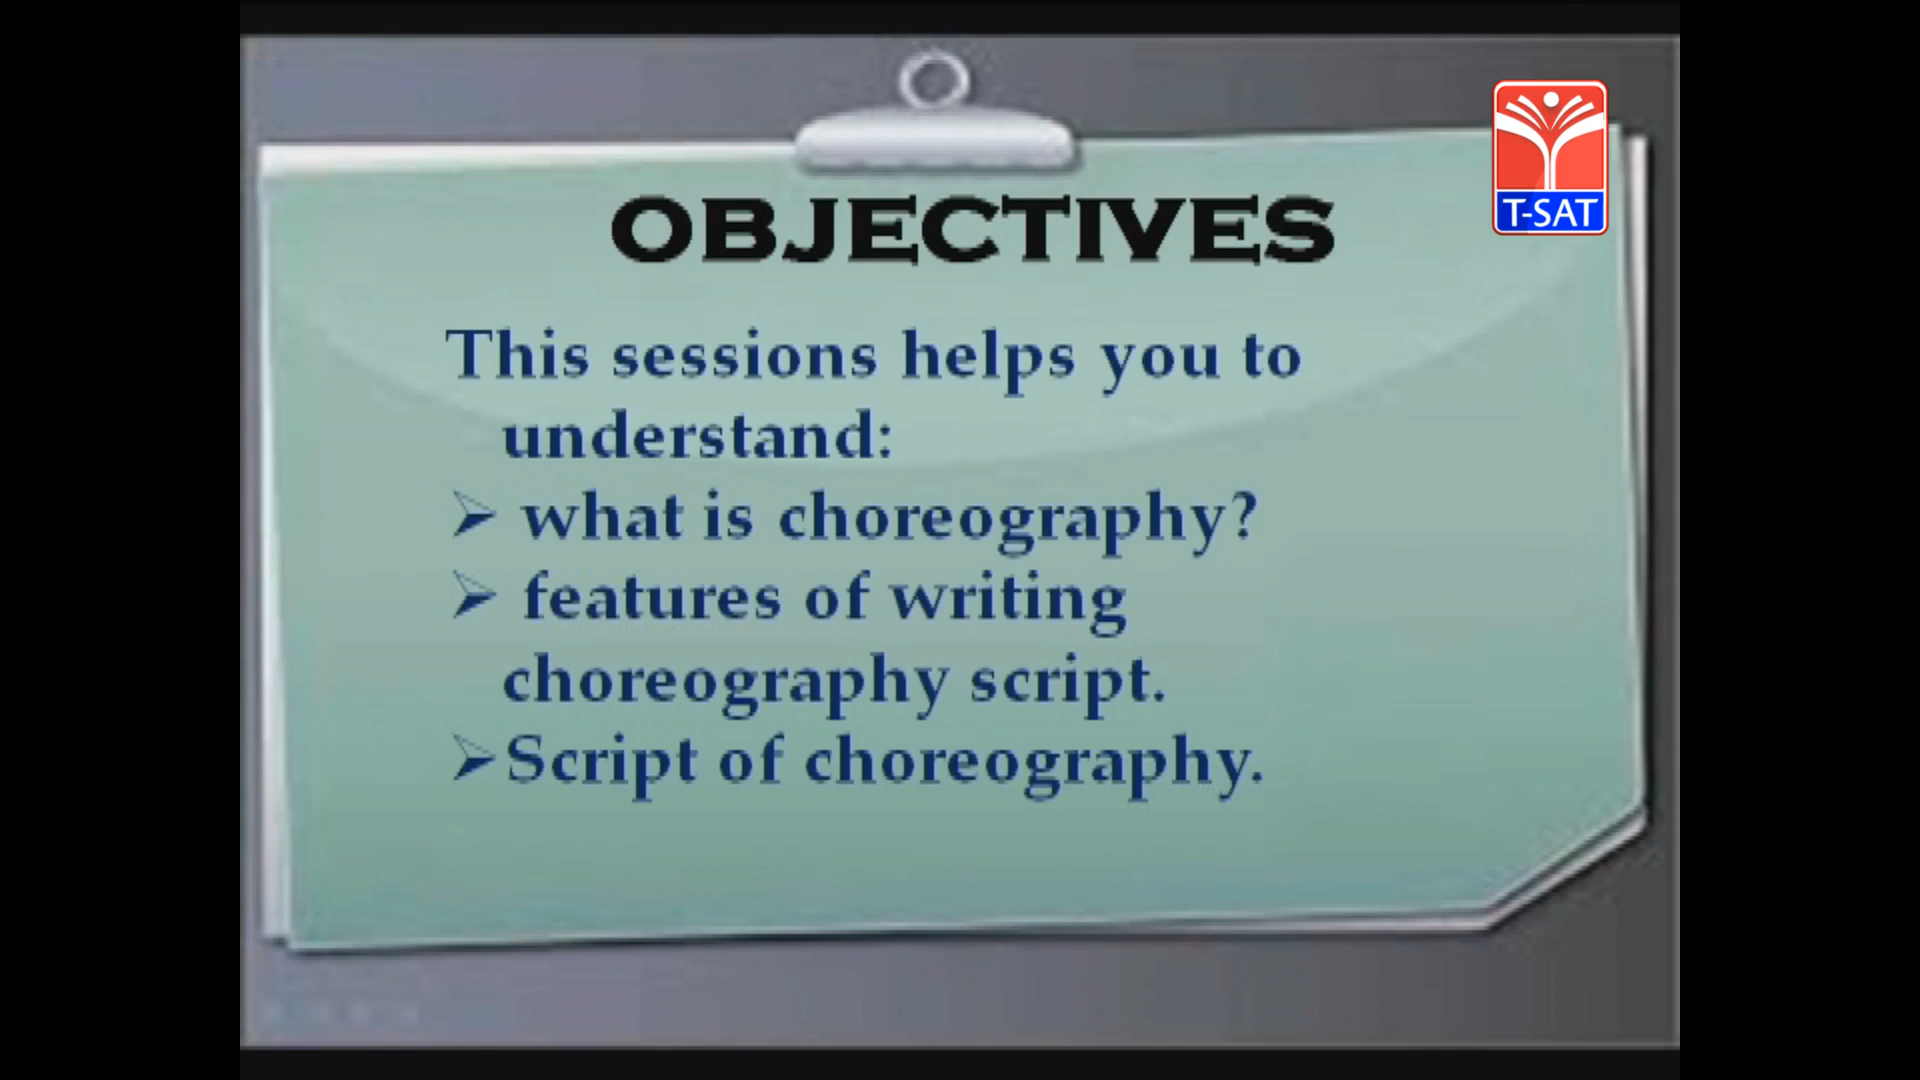 T-SAT
OBJECTIVES
This sessions helps you to
understand:
➢ what is choreography?
➢ features of writing
choreography script.
➢Script of choreography.